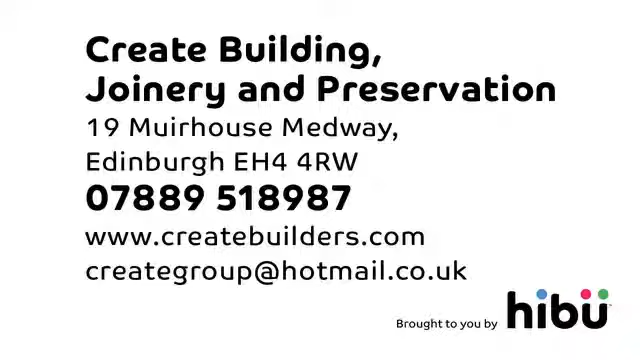 Create Building,
Joinery and Preservation
19 Muirhouse Medway,
Edinburgh EH4 4RW
07889 518987
www.createbuilders.com
creategroup@hotmail.co.uk
Brought to you by hibü